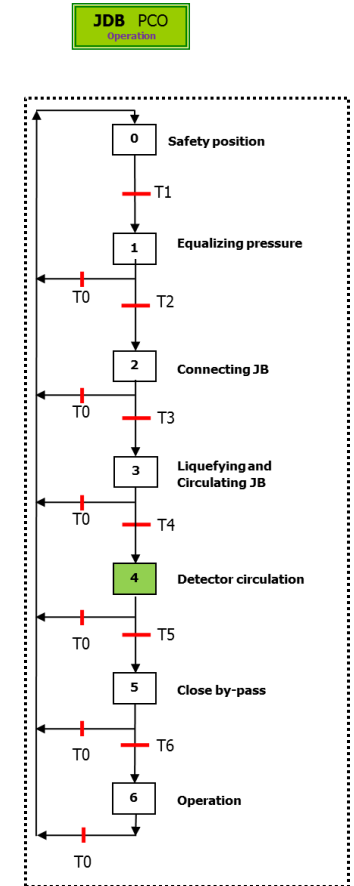 JDB PCO
Operation
0 Safety position
T1
1 Equalizing pressure
T0
T2
2 Connecting JB
T0
T3
3 Liquefying and
Circulating JB
T0
T4
4 Detector circulation
T0
T5
5 Close by-pass
T0
T6
6 Operation
T0